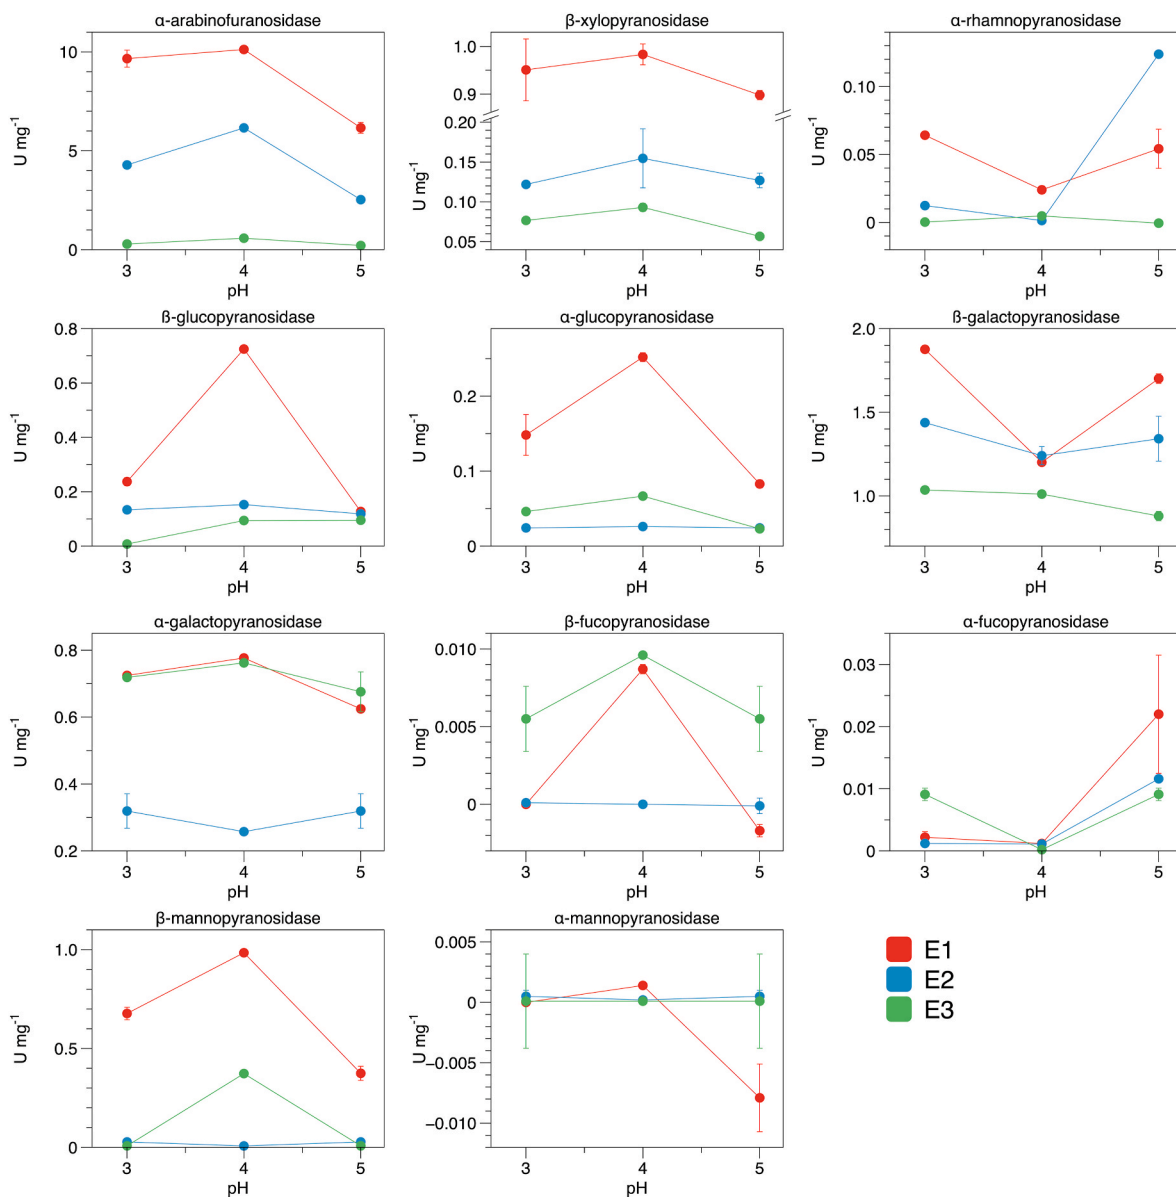 α-arabinofuranosidase
10
5
0
U mg⁻¹
3 4 5
pH
β-xylopyranosidase
1.0
0.9
0.20
0.15
0.10
0.05
U mg⁻¹
U mg⁻¹
3 4 5
pH
α-rhamnopyranosidase
0.10
0.05
0
U mg⁻¹
3 4 5
pH
ß-glucopyranosidase
0.8
0.6
0.4
0.2
0
U mg⁻¹
3 4 5
pH
α-glucopyranosidase
0.2
0.1
0
U mg⁻¹
3 4 5
pH
ß-galactopyranosidase
2.0
1.5
1.0
U mg⁻¹
3 4 5
pH
α-galactopyranosidase
0.8
0.6
0.4
0.2
U mg⁻¹
3 4 5
pH
β-fucopyranosidase
0.010
0.005
0
U mg⁻¹
3 4 5
pH
α-fucopyranosidase
0.03
0.02
0.01
0
U mg⁻¹
3 4 5
pH
β-mannopyranosidase
1.0
0.5
0
U mg⁻¹
3 4 5
pH
α-mannopyranosidase
0.005
0
−0.005
−0.010
U mg⁻¹
3 4 5
pH
E1
E2
E3